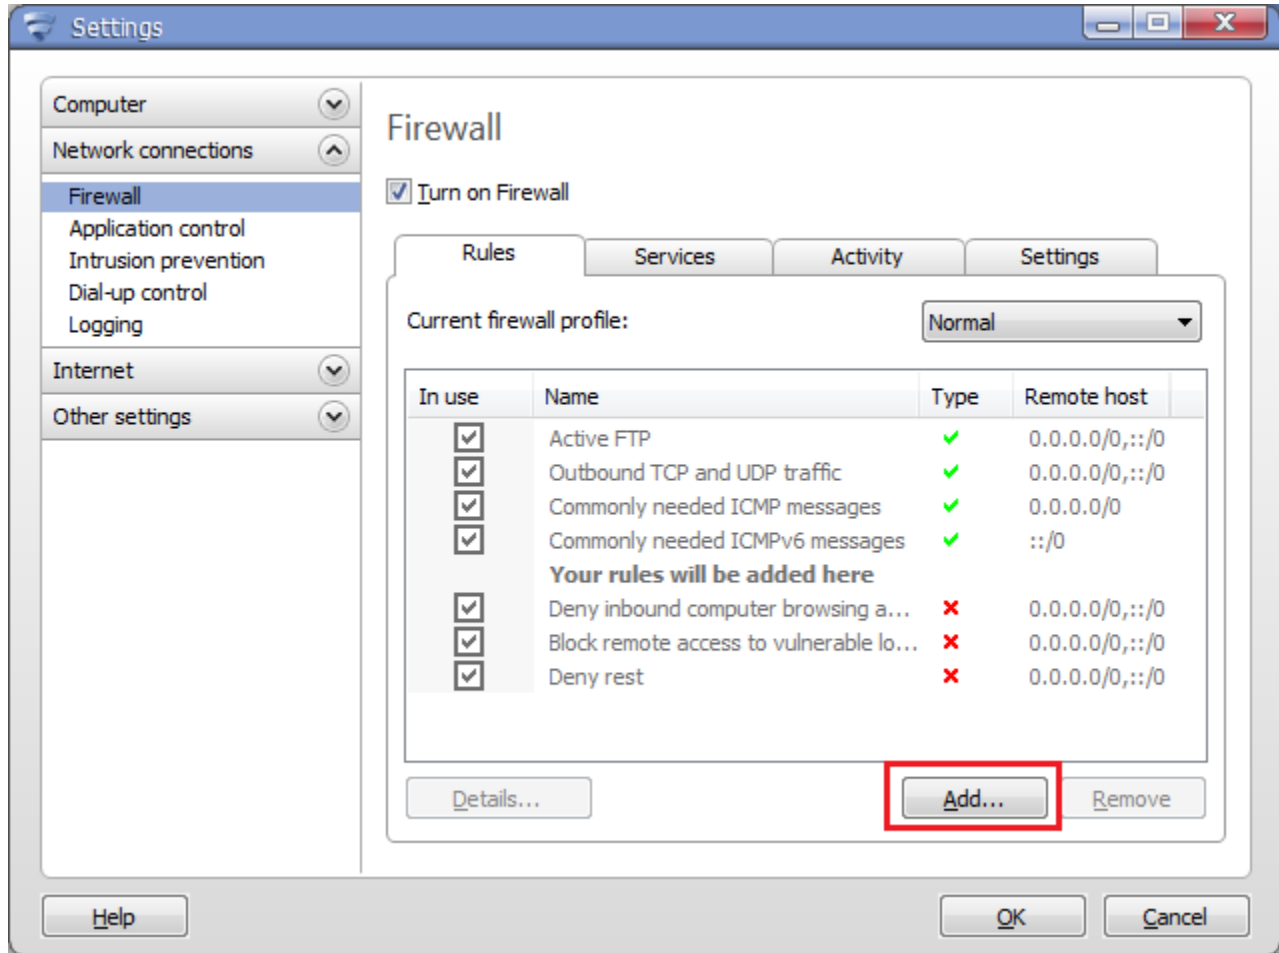 Settings
Computer
Network connections
Firewall
Application control
Intrusion prevention
Dial-up control
Logging
Internet
Other settings
Firewall
Turn on Firewall
Rules Services Activity Settings
Current firewall profile: Normal
In use Name Type Remote host
Active FTP 0.0.0.0/0,::/0
Outbound TCP and UDP traffic 0.0.0.0/0,::/0
Commonly needed ICMP messages 0.0.0.0/0
Commonly needed ICMPv6 messages ::/0
Your rules will be added here
Deny inbound computer browsing a... 0.0.0.0/0,::/0
Block remote access to vulnerable lo... 0.0.0.0/0,::/0
Deny rest 0.0.0.0/0,::/0
Details... Add... Remove
Help OK Cancel